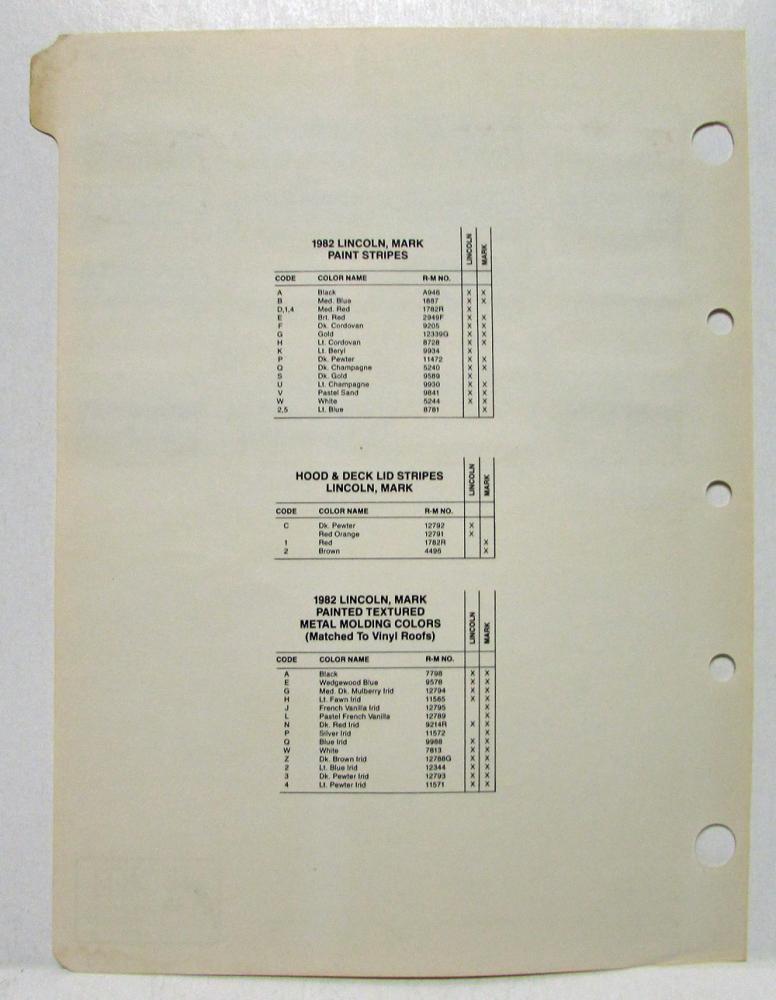 1982 LINCOLN, MARK
PAINT STRIPES
LINCOLN MARK
CODE COLOR NAME R-M NO.
A Black A946 X X
B Med. Blue 1887 X X
D,1,4 Med. Red 1782R X
E Brt. Red 2949F X X
F Dk. Cordovan 9205 X X
G Gold 12339G X X
H Lt. Cordovan 8728 X X
K Lt. Beryl 9934 X
P Dk. Pewter 11472 X X
Q Dk. Champagne 5240 X X
S Dk. Gold 9589 X
U Lt. Champagne 9930 X X
V Pastel Sand 9841 X X
W White 5244 X X
2,5 Lt. Blue 8781 X
HOOD & DECK LID STRIPES
LINCOLN, MARK
LINCOLN MARK
CODE COLOR NAME R-M NO.
C Dk. Pewter 12792 X
Red Orange 12791 X
1 Red 1782R X
2 Brown 4495 X
1982 LINCOLN, MARK
PAINTED TEXTURED
METAL MOLDING COLORS
(Matched To Vinyl Roofs)
LINCOLN MARK
CODE COLOR NAME R-M NO.
A Black 7798 X X
E Wedgewood Blue 9578 X X
G Med. Dk. Mulberry Irid 12794 X X
H Lt. Fawn Irid 11565 X X
J French Vanilla Irid 12795 X
L Pastel French Vanilla 12789 X
N Dk. Red Irid 9214R X X
P Silver Irid 11572 X
Q Blue Irid 9988 X X
W White 7813 X X
Z Dk. Brown Irid 12788G X X
2 Lt. Blue Irid 12344 X X
3 Dk. Pewter Irid 12793 X X
4 Lt. Pewter Irid 11571 X X